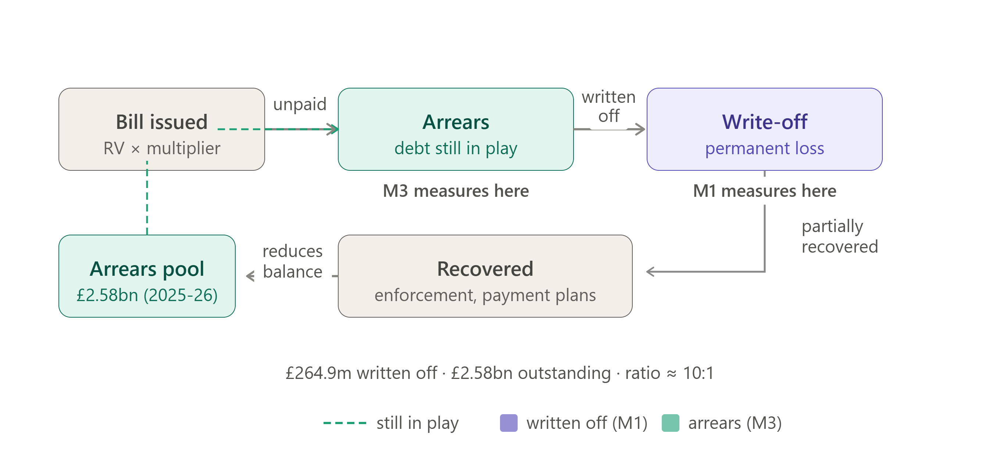 Bill issued
RV × multiplier
unpaid
Arrears
debt still in play
written
off
Write-off
permanent loss
M3 measures here
M1 measures here
partially
recovered
Arrears pool
£2.58bn (2025-26)
reduces
balance
Recovered
enforcement, payment plans
£264.9m written off · £2.58bn outstanding · ratio ≈ 10:1
still in play
written off (M1)
arrears (M3)